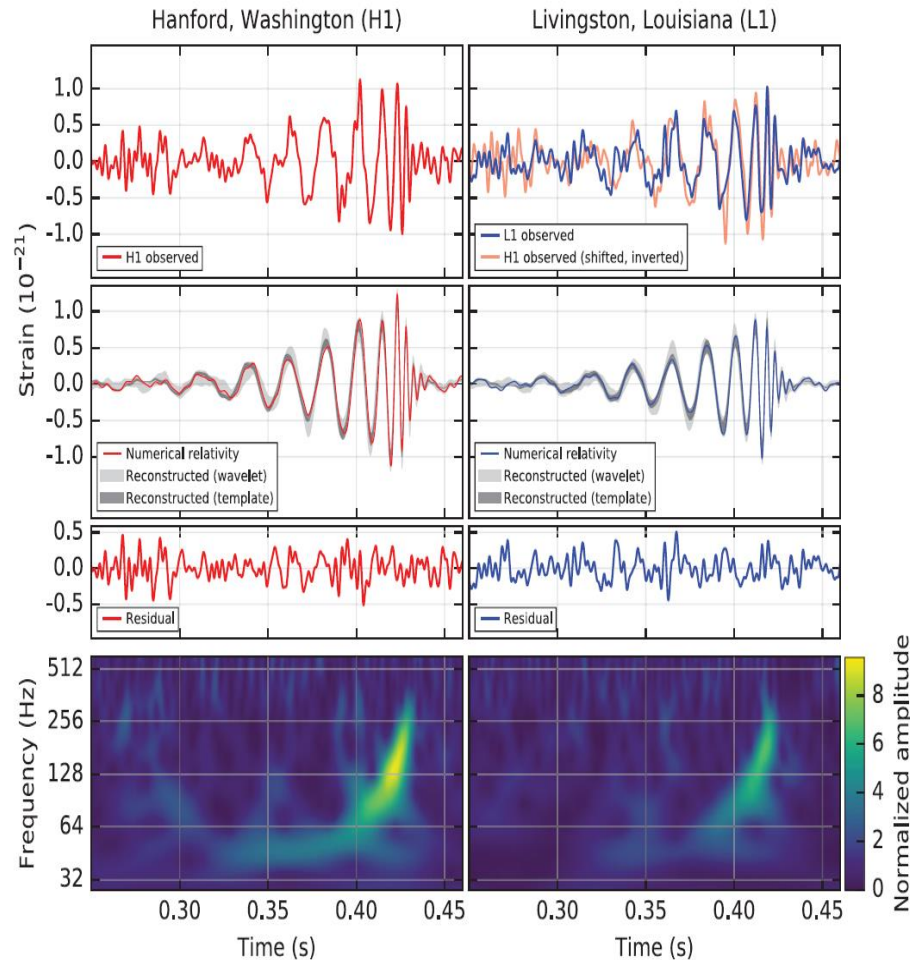 Hanford, Washington (H1)
Livingston, Louisiana (L1)
Strain (10⁻²¹)
1.0
0.5
0.0
-0.5
-1.0
H1 observed
L1 observed
H1 observed (shifted, inverted)
1.0
0.5
0.0
-0.5
-1.0
Numerical relativity
Reconstructed (wavelet)
Reconstructed (template)
Numerical relativity
Reconstructed (wavelet)
Reconstructed (template)
0.5
0.0
-0.5
Residual
Residual
Frequency (Hz)
512
256
128
64
32
Normalized amplitude
8
6
4
2
0
0.30 0.35 0.40 0.45
0.30 0.35 0.40 0.45
Time (s)
Time (s)